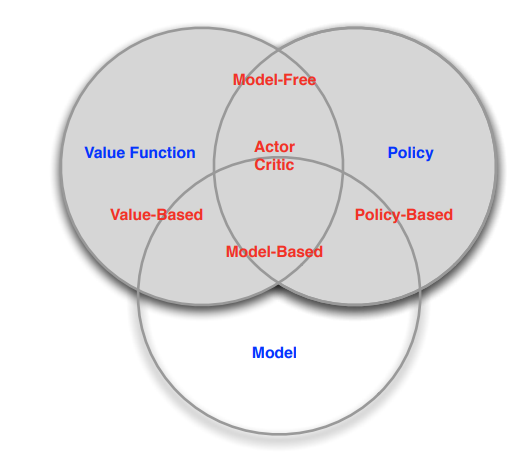 Model-Free
Actor
Critic
Value Function
Policy
Value-Based
Policy-Based
Model-Based
Model